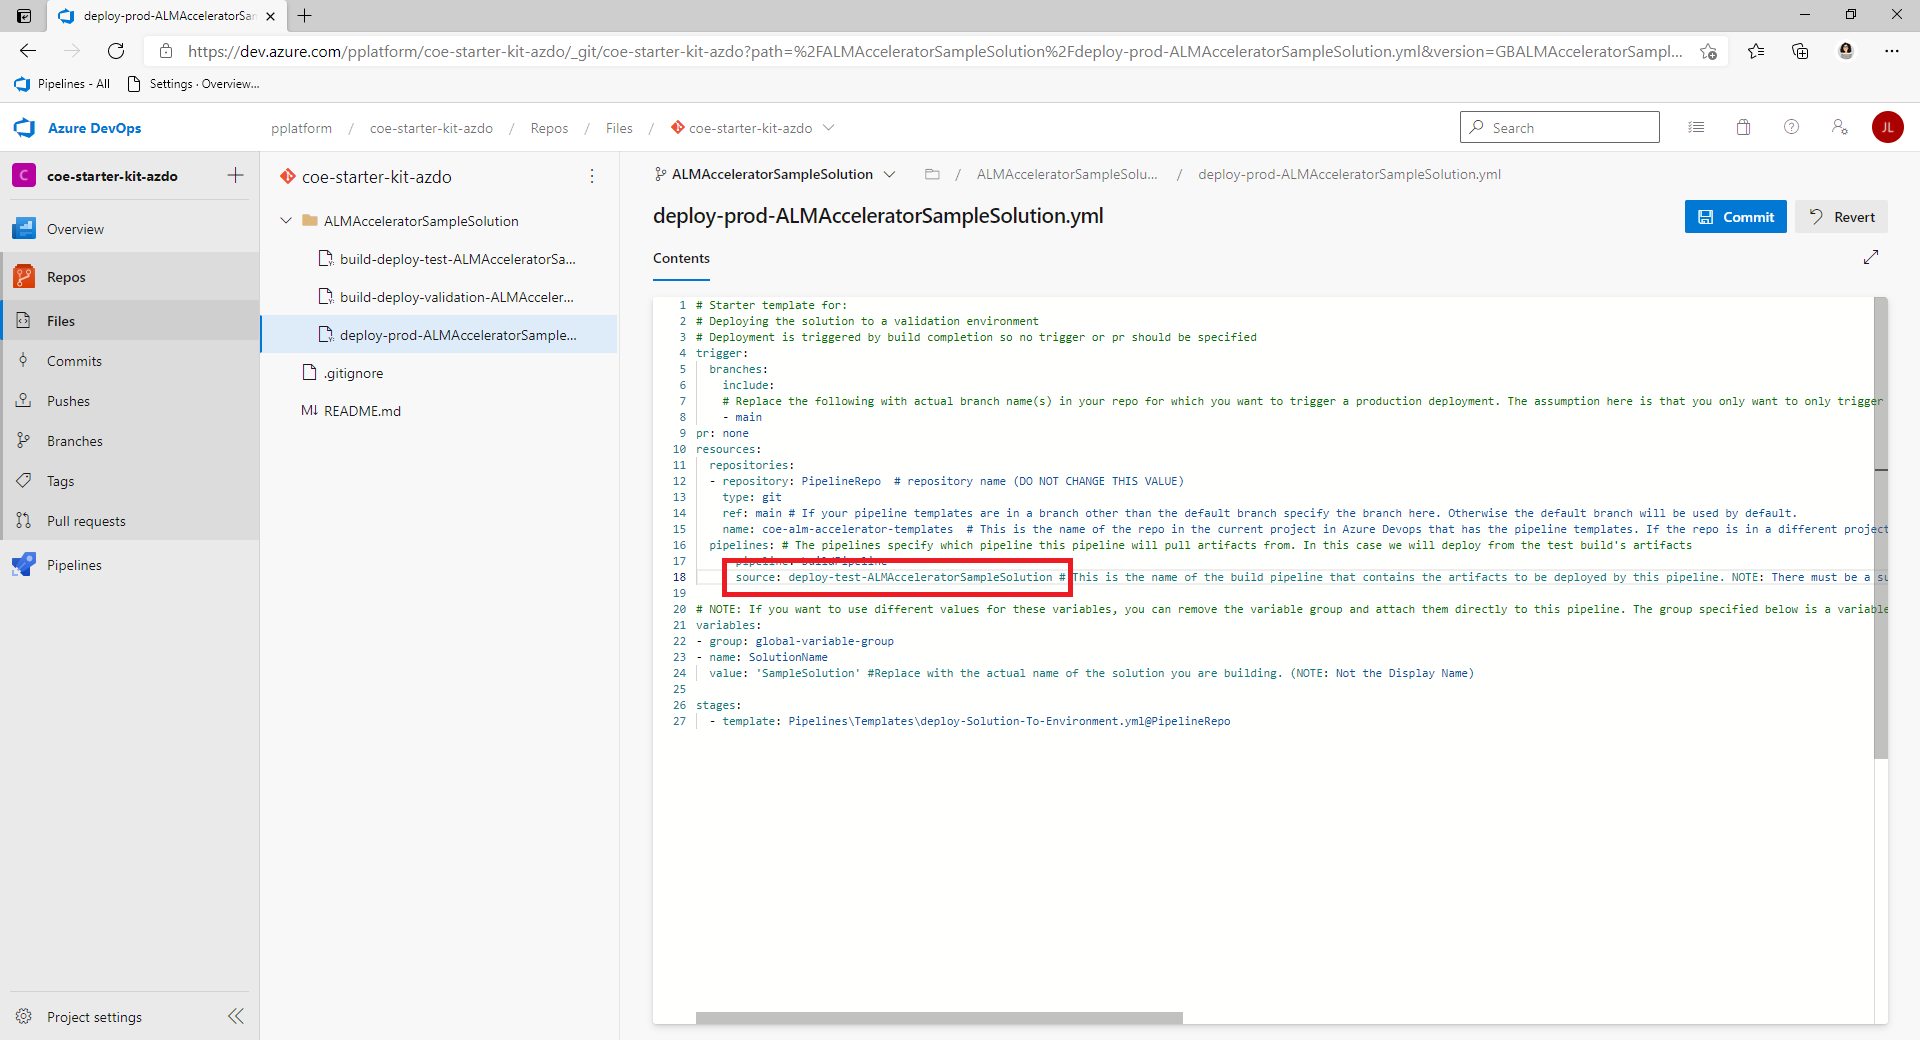 deploy-prod-ALMAcceleratorSan
https://dev.azure.com/pplatform/coe-starter-kit-azdo/_git/coe-starter-kit-azdo?path=%2FALMAcceleratorSampleSolution%2Fdeploy-prod-ALMAcceleratorSampleSolution.yml&version=GBALMAcceleratorSampl...
Pipelines - All
Settings · Overview...
Azure DevOps
pplatform / coe-starter-kit-azdo / Repos / Files / coe-starter-kit-azdo
Search
JL
C
coe-starter-kit-azdo
Overview
Repos
Files
Commits
Pushes
Branches
Tags
Pull requests
Pipelines
Project settings
coe-starter-kit-azdo
ALMAcceleratorSampleSolution
build-deploy-test-ALMAcceleratorSa...
build-deploy-validation-ALMAcceler...
deploy-prod-ALMAcceleratorSample...
.gitignore
M↓ README.md
ALMAcceleratorSampleSolution / ALMAcceleratorSampleSolu... / deploy-prod-ALMAcceleratorSampleSolution.yml
deploy-prod-ALMAcceleratorSampleSolution.yml
Commit
Revert
Contents
1 # Starter template for:
2 # Deploying the solution to a validation environment
3 # Deployment is triggered by build completion so no trigger or pr should be specified
4 trigger:
5 branches:
6 include:
7 # Replace the following with actual branch name(s) in your repo for which you want to trigger a production deployment. The assumption here is that you only want to only trigger
8 - main
9 pr: none
10 resources:
11 repositories:
12 - repository: PipelineRepo # repository name (DO NOT CHANGE THIS VALUE)
13 type: git
14 ref: main # If your pipeline templates are in a branch other than the default branch specify the branch here. Otherwise the default branch will be used by default.
15 name: coe-alm-accelerator-templates # This is the name of the repo in the current project in Azure Devops that has the pipeline templates. If the repo is in a different project
16 pipelines: # The pipelines specify which pipeline this pipeline will pull artifacts from. In this case we will deploy from the test build's artifacts
17 pipeline: buildPipeline
18 source: deploy-test-ALMAcceleratorSampleSolution # This is the name of the build pipeline that contains the artifacts to be deployed by this pipeline. NOTE: There must be a su
19
20 # NOTE: If you want to use different values for these variables, you can remove the variable group and attach them directly to this pipeline. The group specified below is a variable
21 variables:
22 - group: global-variable-group
23 - name: SolutionName
24 value: 'SampleSolution' #Replace with the actual name of the solution you are building. (NOTE: Not the Display Name)
25
26 stages:
27 - template: Pipelines\Templates\deploy-Solution-To-Environment.yml@PipelineRepo